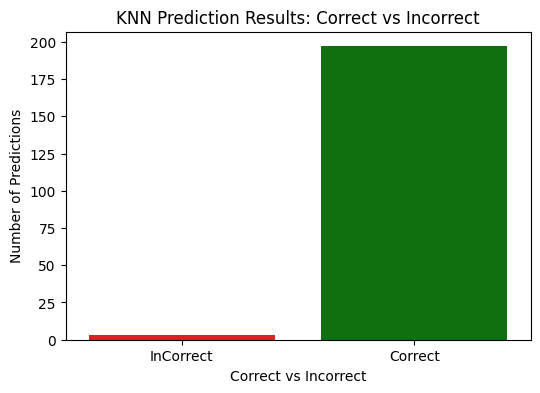 KNN Prediction Results: Correct vs Incorrect
200
175
150
125
100
75
50
25
0
Number of Predictions
InCorrect
Correct
Correct vs Incorrect